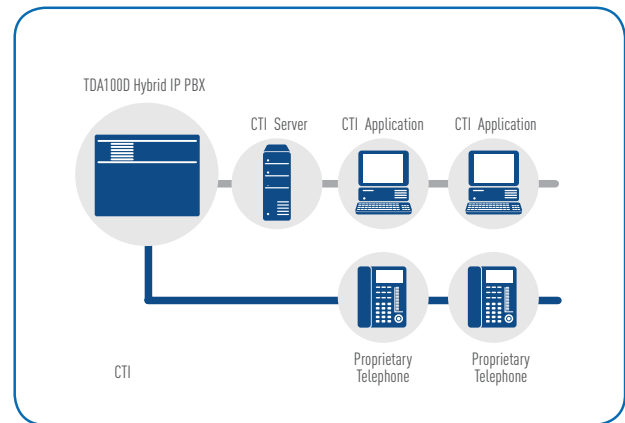 TDA100D Hybrid IP PBX
CTI Server
CTI Application
CTI Application
Proprietary
Telephone
Proprietary
Telephone
CTI